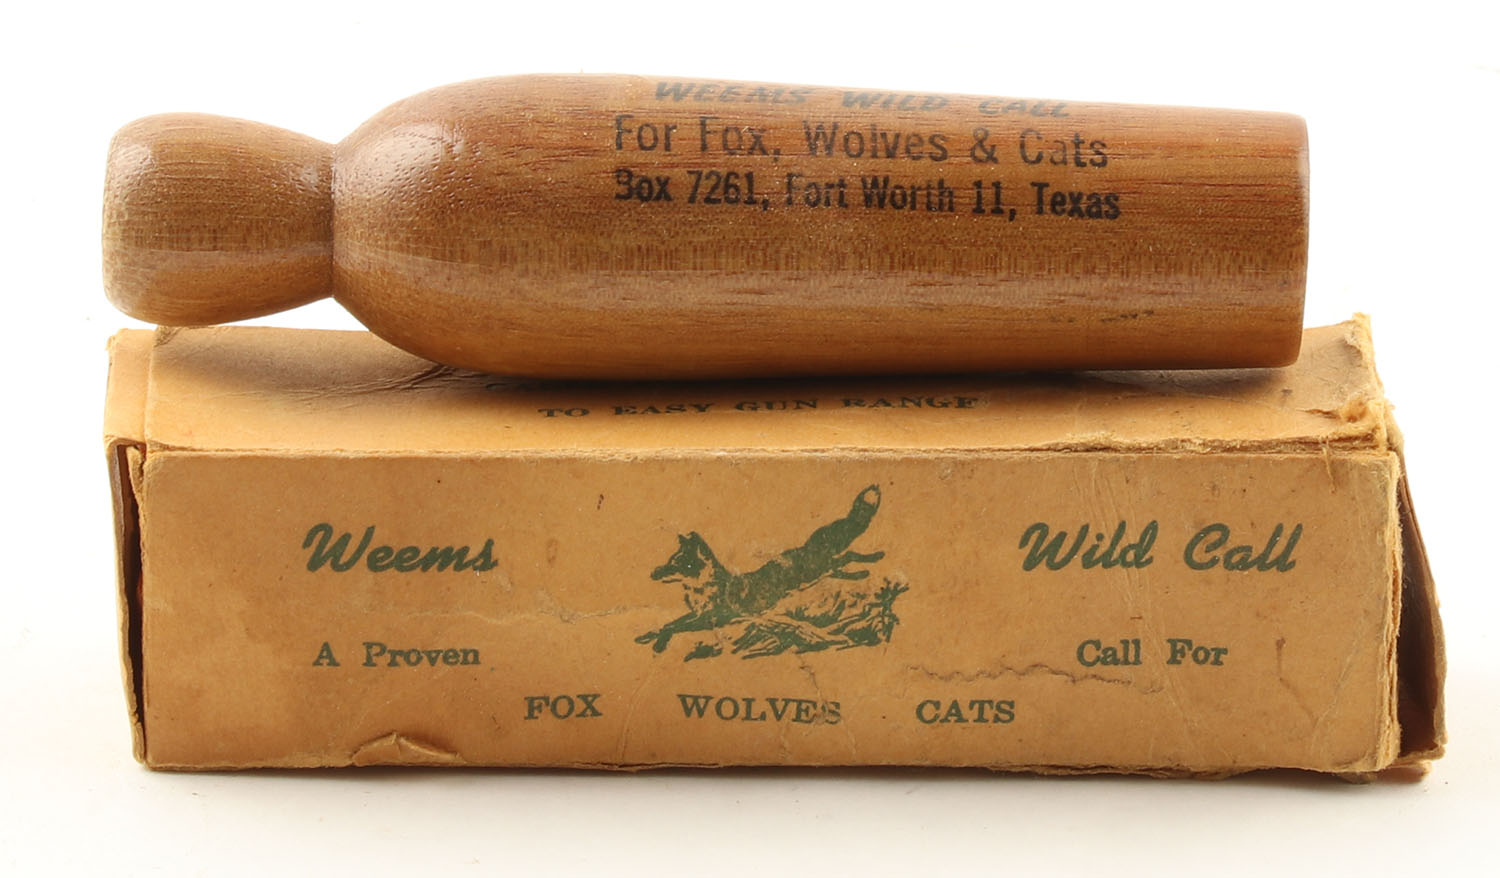 WEEMS WILD CALL
For Fox, Wolves & Cats
Box 7261, Fort Worth 11, Texas
TO EASY GUN RANGE
Weems Wild Call
A Proven Call For
FOX WOLVES CATS